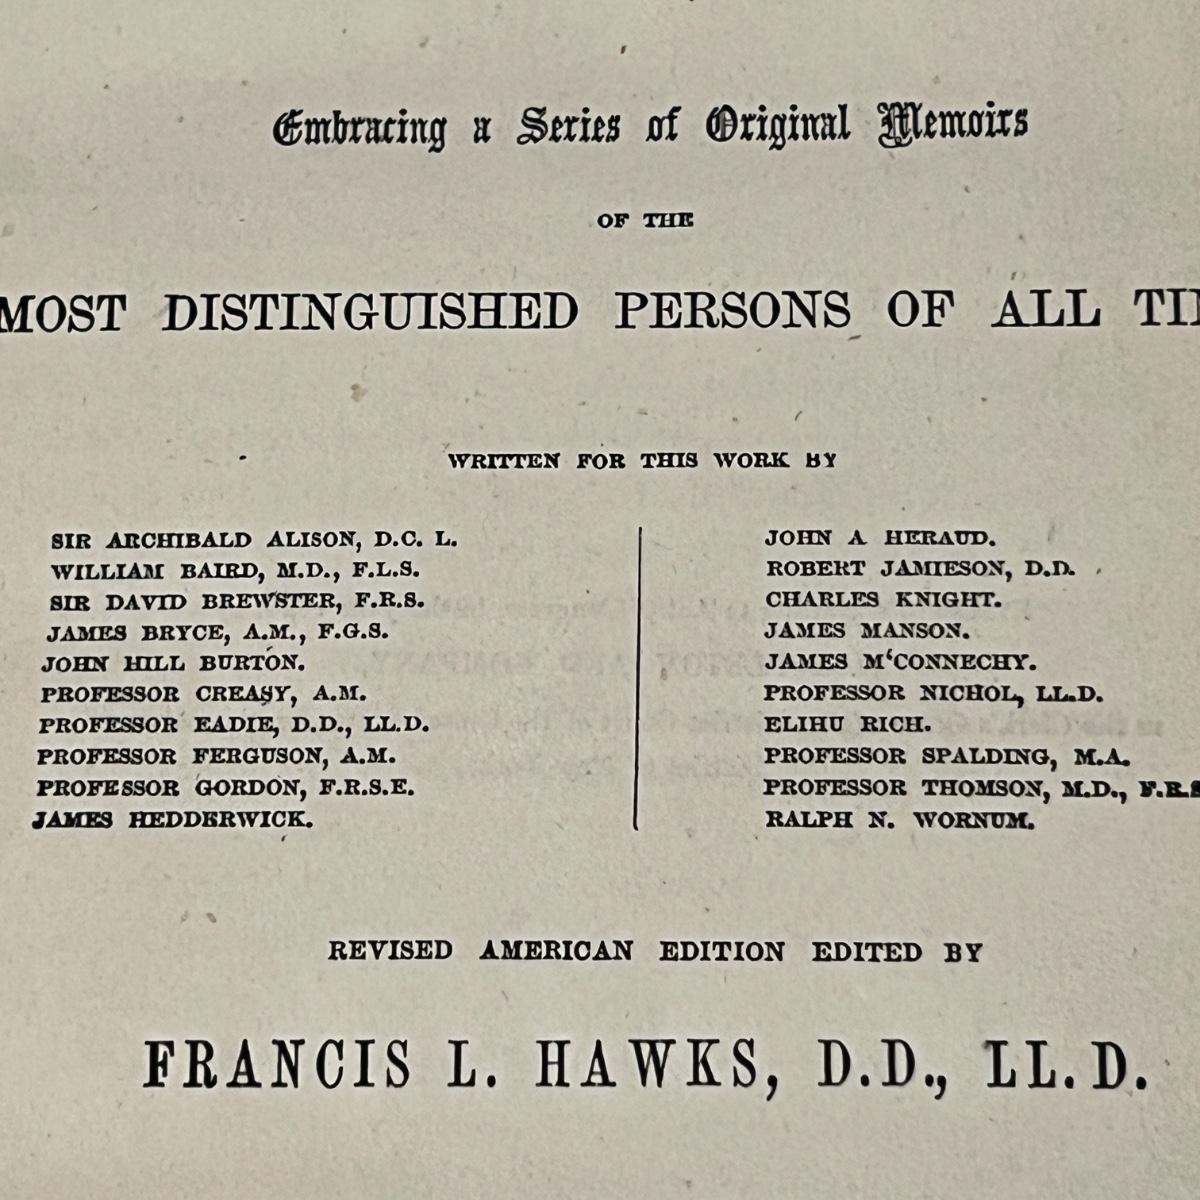 Embracing a Series of Original Memoirs
OF THE
MOST DISTINGUISHED PERSONS OF ALL
WRITTEN FOR THIS WORK BY
SIR ARCHIBALD ALISON, D.C. L.
WILLIAM BAIRD, M.D., F.L.S.
SIR DAVID BREWSTER, F.R.S.
JAMES BRYCE, A.M., F.G.S.
JOHN HILL BURTON.
PROFESSOR CREASY, A.M.
PROFESSOR EADIE, D.D., LL.D.
PROFESSOR FERGUSON, A.M.
PROFESSOR GORDON, F.R.S.E.
JAMES HEDDERWICK.
JOHN A HERAUD.
ROBERT JAMIESON, D.D.
CHARLES KNIGHT.
JAMES MANSON.
JAMES M‘CONNECHY.
PROFESSOR NICHOL, LL.D.
ELIHU RICH.
PROFESSOR SPALDING, M.A.
PROFESSOR THOMSON, M.D., F.R.S
RALPH N. WORNUM.
REVISED AMERICAN EDITION EDITED BY
FRANCIS L. HAWKS, D.D., LL.D.